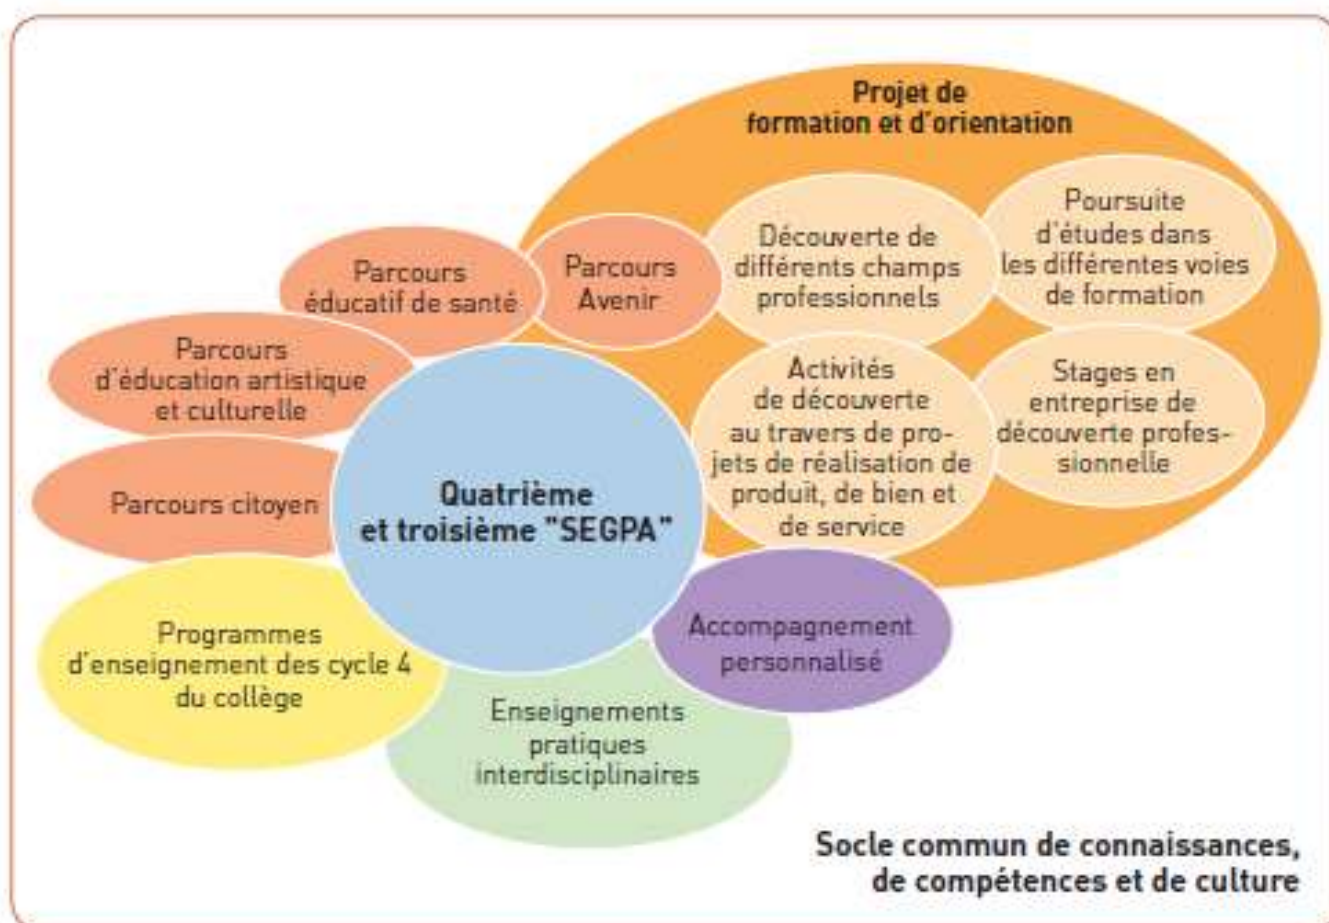 Projet de
formation et d'orientation
Poursuite
d'études dans
les différentes voies
de formation
Découverte de
différents champs
professionnels
Parcours
Avenir
Parcours
éducatif de santé
Parcours
d'éducation artistique
et culturelle
Activités
de découverte
au travers de pro-
jets de réalisation de
produit, de bien et
de service
Stages en
entreprise de
découverte profes-
sionnelle
Parcours citoyen
Quatrième
et troisième "SEGPA"
Programmes
d'enseignement des cycle 4
du collège
Accompagnement
personnalisé
Enseignements
pratiques
interdisciplinaires
Socle commun de connaissances,
de compétences et de culture